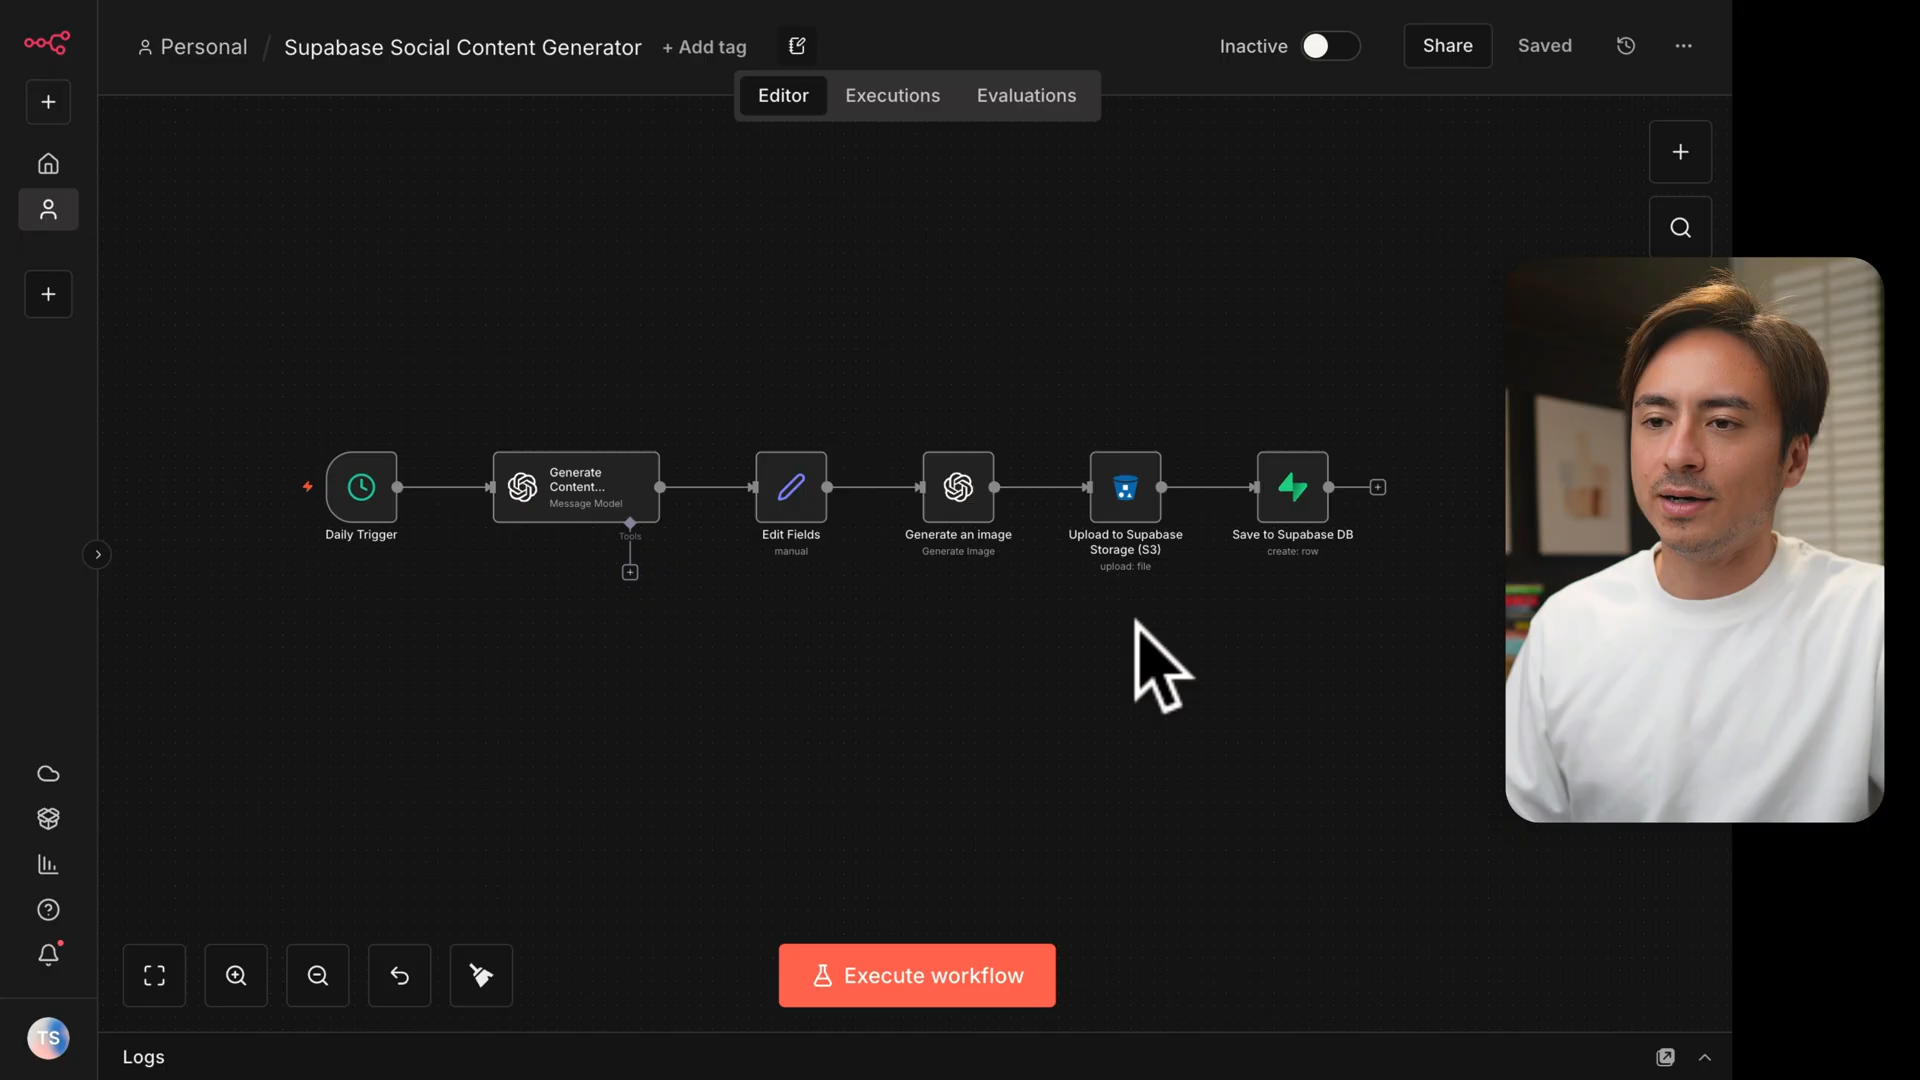 Personal / Supabase Social Content Generator + Add tag
Inactive
Share
Saved
Editor Executions Evaluations
Daily Trigger
Generate
Content...
Message Model
Tools
Edit Fields
manual
Generate an image
Generate Image
Upload to Supabase
Storage (S3)
upload: file
Save to Supabase DB
create: row
Execute workflow
TS
Logs